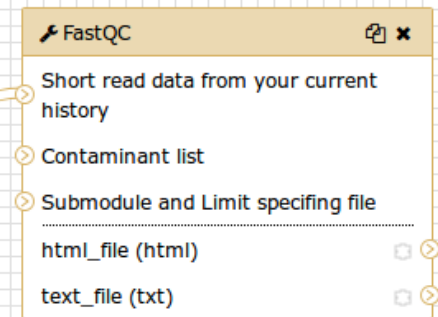 FastQC
Short read data from your current
history
Contaminant list
Submodule and Limit specifing file
html_file (html)
text_file (txt)